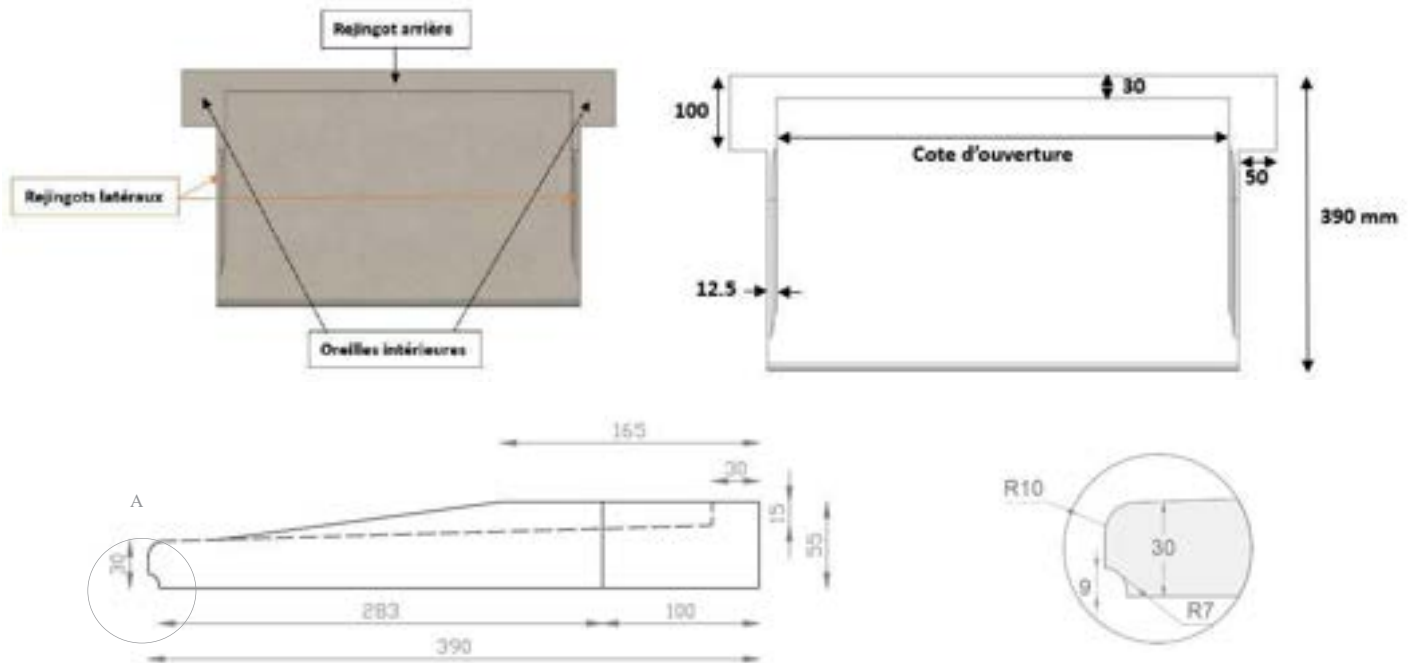 Rejingot arrière
Rejingots latéraux
Oreilles intérieures
30
100
Cote d'ouverture
50
390 mm
12.5
165
30
A
15
55
30
283
100
390
R10
30
9
R7